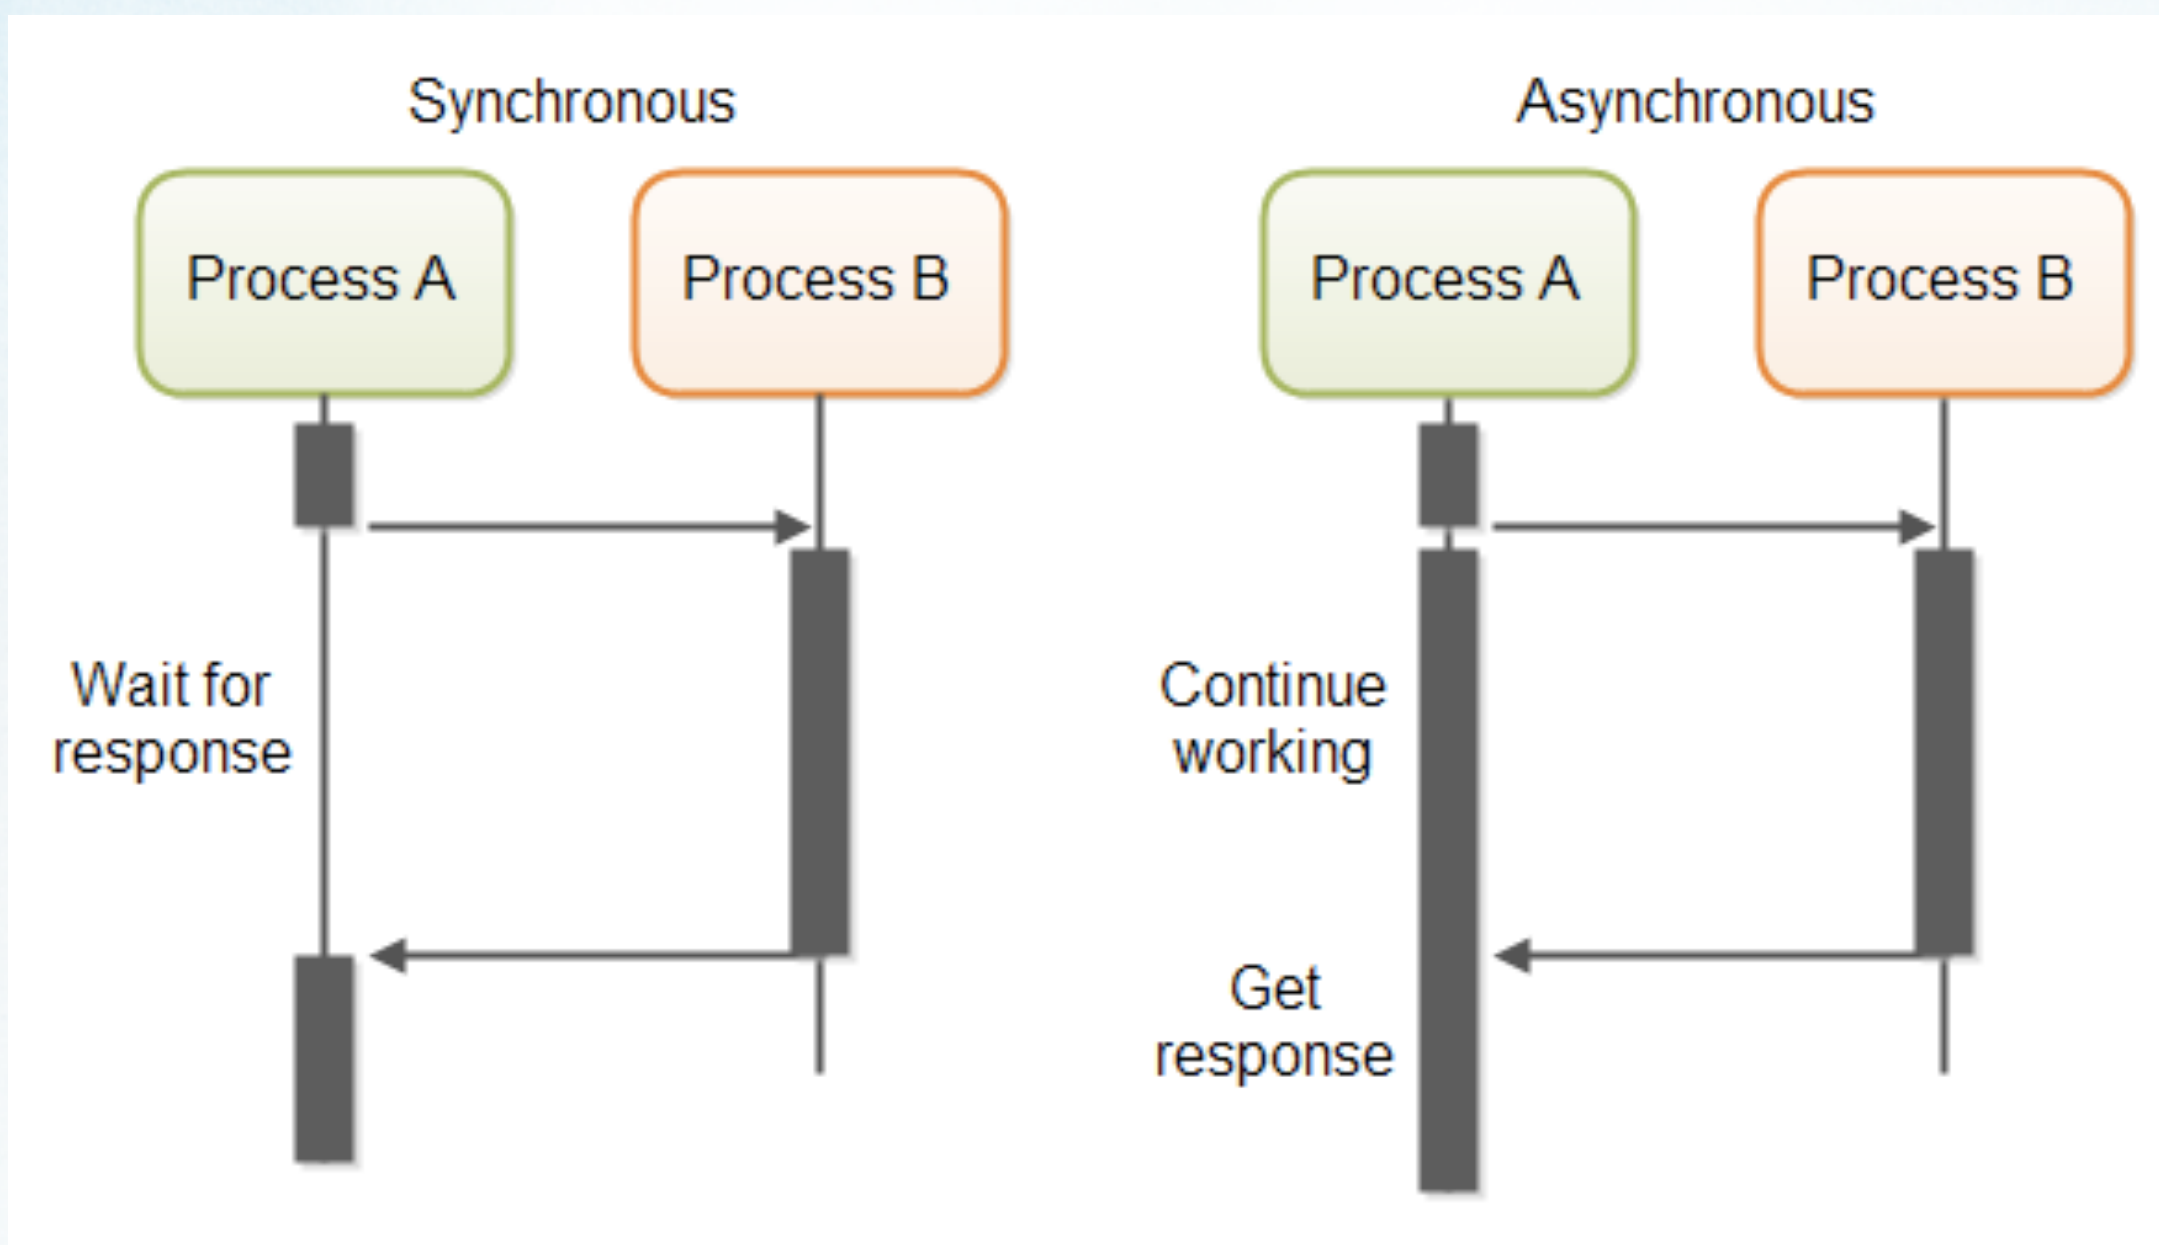 Synchronous
Asynchronous
Process A
Process B
Process A
Process B
Wait for
response
Continue
working
Get
response